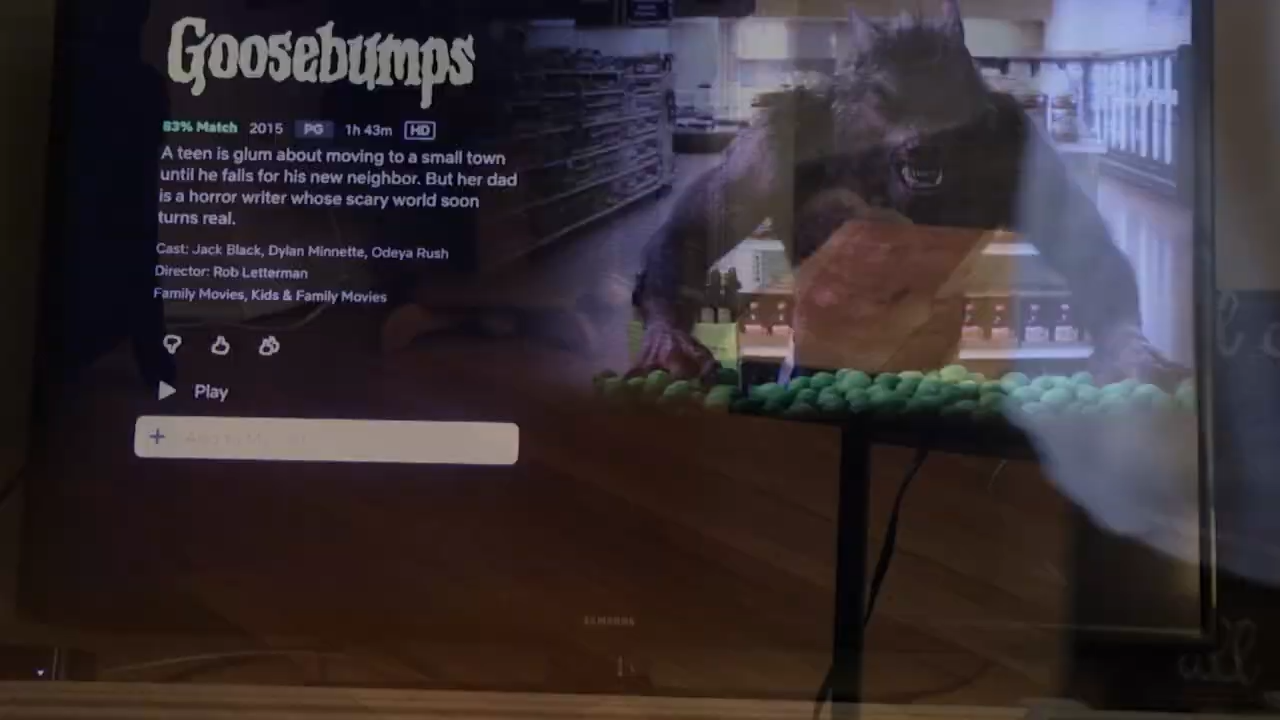 Goosebumps
83% Match 2015 PG 1h 43m HD
A teen is glum about moving to a small town
until he falls for his new neighbor. But her dad
is a horror writer whose scary world soon
turns real.
Cast: Jack Black, Dylan Minnette, Odeya Rush
Director: Rob Letterman
Family Movies, Kids & Family Movies
Play
SAMSUNG